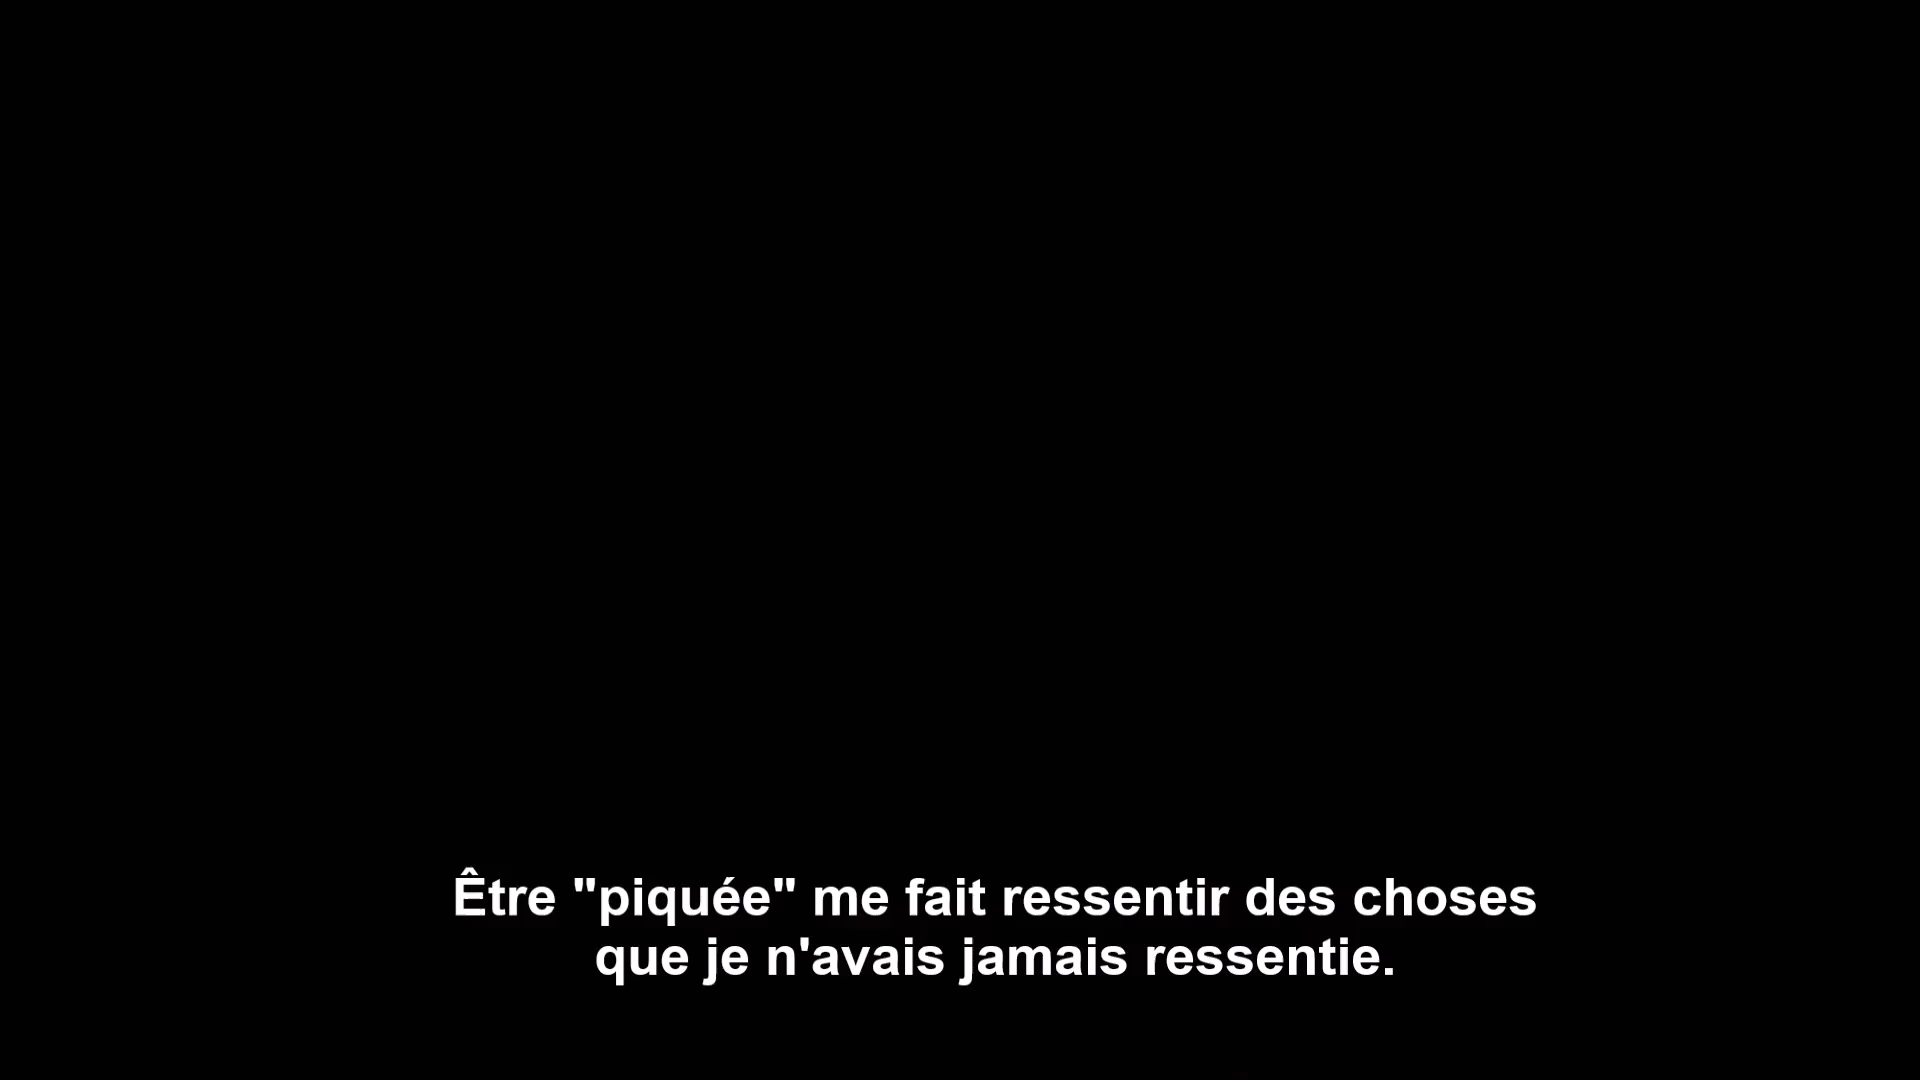 Être "piquée" me fait ressentir des choses
que je n'avais jamais ressentie.